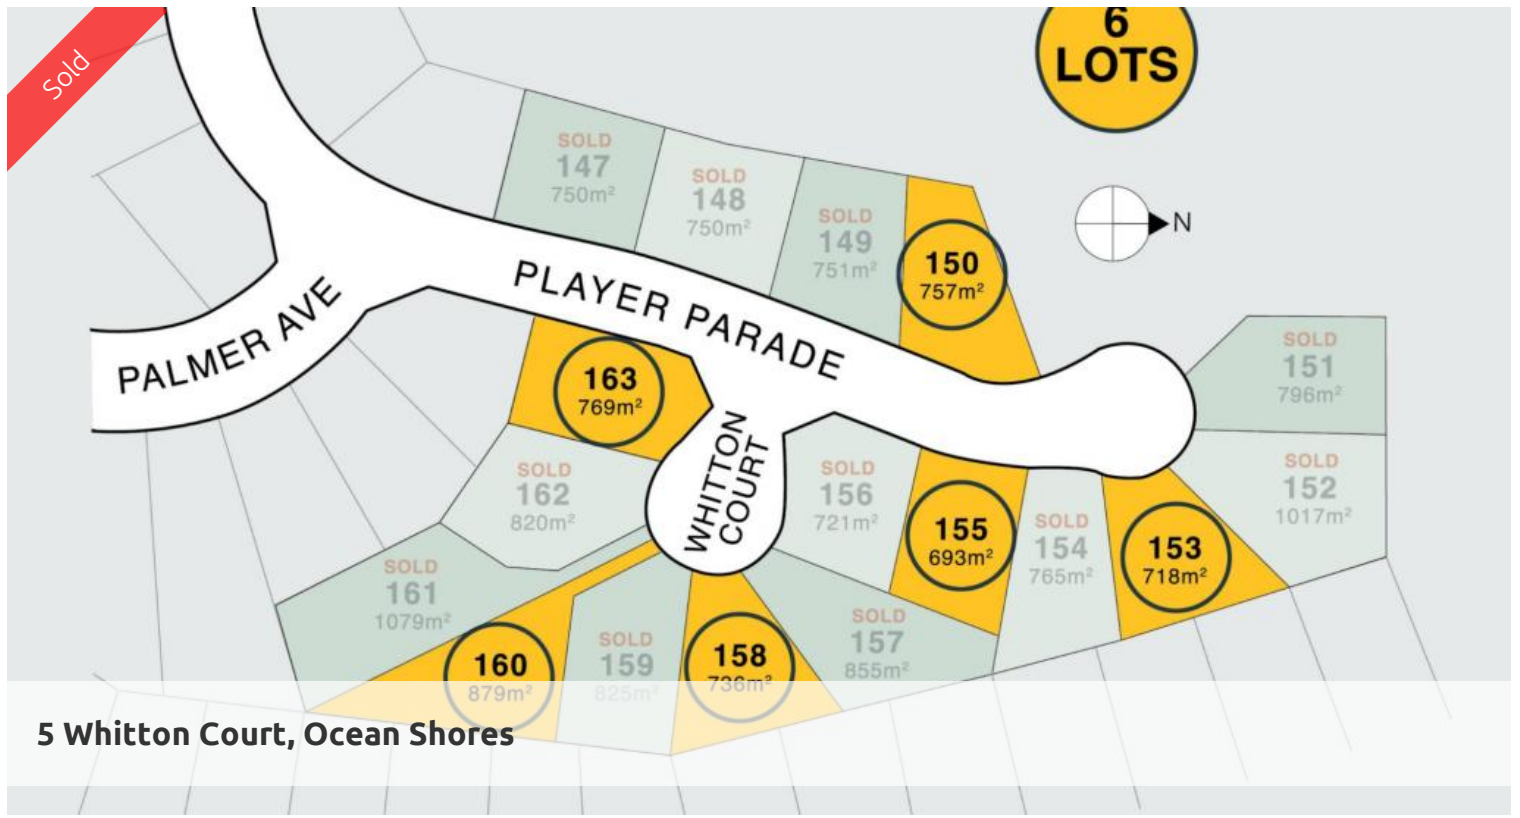 Sold
6
LOTS
N
SOLD
147
750m²
SOLD
148
750m²
SOLD
149
751m²
150
757m²
PLAYER PARADE
PALMER AVE
SOLD
151
796m²
163
769m²
WHITTON
COURT
SOLD
162
820m²
SOLD
156
721m²
155
693m²
SOLD
154
765m²
153
718m²
SOLD
152
1017m²
SOLD
161
1079m²
160
879m²
SOLD
159
825m²
158
736m²
SOLD
157
855m²
5 Whitton Court, Ocean Shores